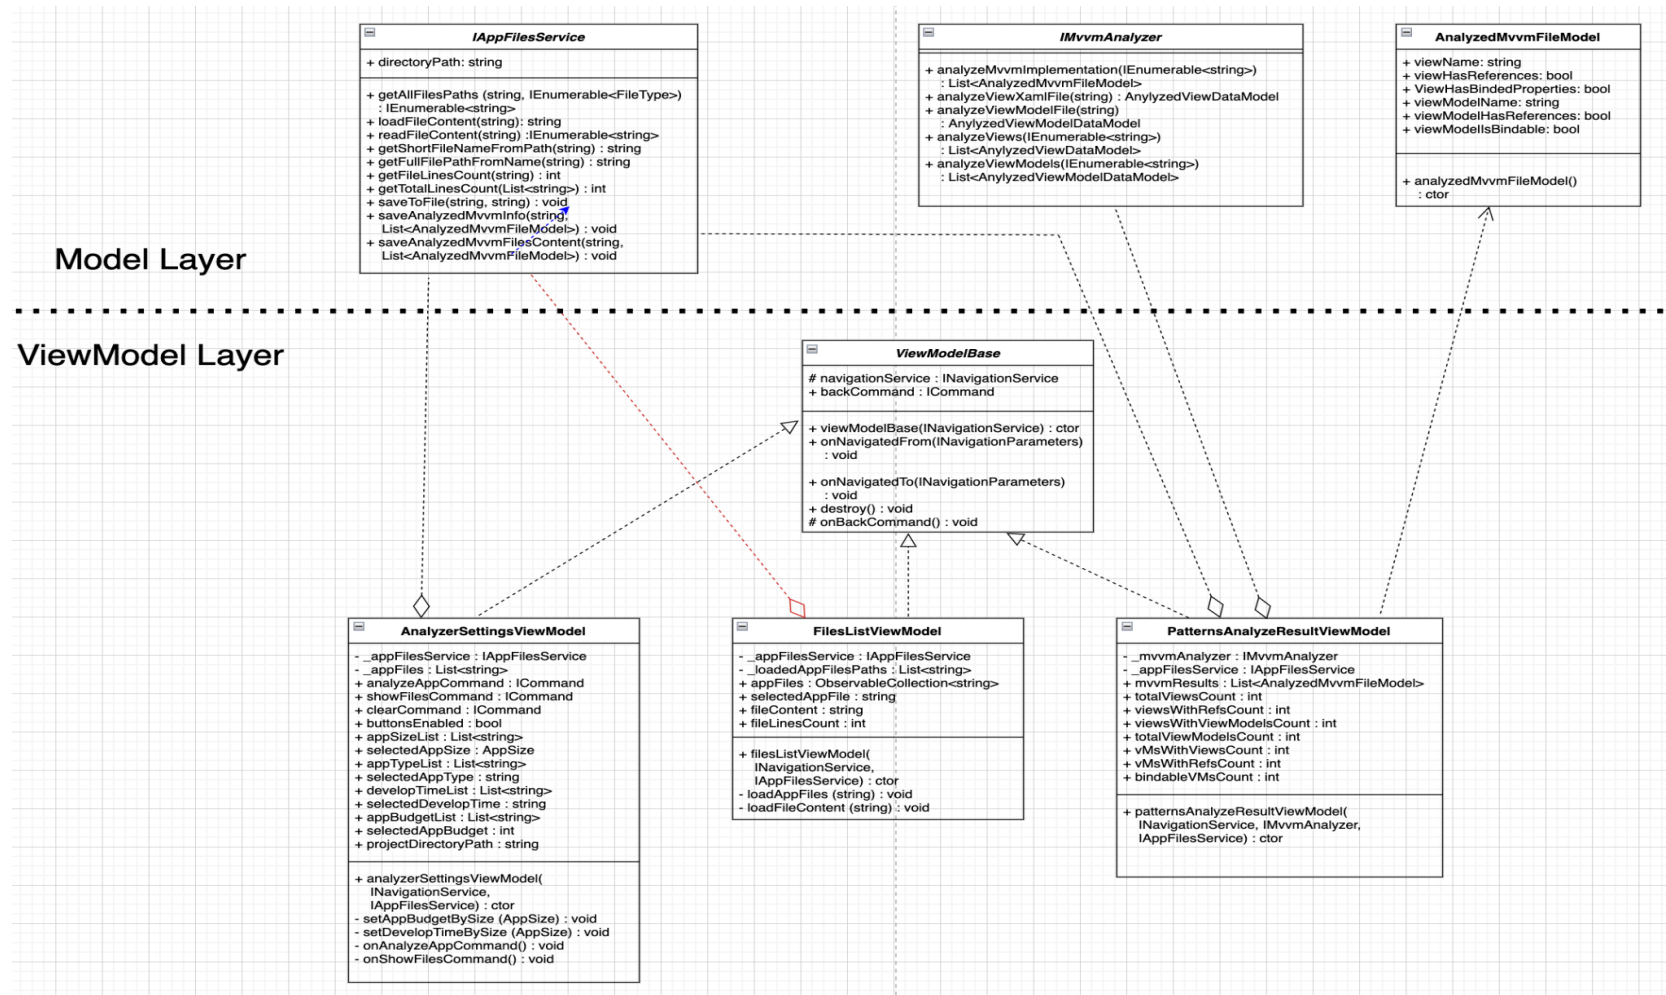 IAppFilesService
+ directoryPath: string
+ getAllFilesPaths (string, IEnumerable<FileType>)
: IEnumerable<string>
+ loadFileContent(string): string
+ readFileContent(string) :IEnumerable<string>
+ getShortFileNameFromPath(string) : string
+ getFullFilePathFromName(string) : string
+ getFileLinesCount(string) : int
+ getTotalLinesCount(List<string>) : int
+ saveToFile(string, string) : void
+ saveAnalyzedMvvmInfo(string,
List<AnalyzedMvvmFileModel>) : void
+ saveAnalyzedMvvmFilesContent(string,
List<AnalyzedMvvmFileModel>) : void
IMvvmAnalyzer
+ analyzeMvvmImplementation(IEnumerable<string>)
: List<AnalyzedMvvmFileModel>
+ analyzeViewXamlFile(string) : AnylyzedViewDataModel
+ analyzeViewModelFile(string)
: AnylyzedViewModelDataModel
+ analyzeViews(IEnumerable<string>)
: List<AnylyzedViewDataModel>
+ analyzeViewModels(IEnumerable<string>)
: List<AnylyzedViewModelDataModel>
AnalyzedMvvmFileModel
+ viewName: string
+ viewHasReferences: bool
+ ViewHasBindedProperties: bool
+ viewModelName: string
+ viewModelHasReferences: bool
+ viewModelIsBindable: bool
+ analyzedMvvmFileModel()
: ctor
Model Layer
ViewModel Layer
ViewModelBase
# navigationService : INavigationService
+ backCommand : ICommand
+ viewModelBase(INavigationService) : ctor
+ onNavigatedFrom(INavigationParameters)
: void
+ onNavigatedTo(INavigationParameters)
: void
+ destroy() : void
# onBackCommand() : void
AnalyzerSettingsViewModel
- _appFilesService : IAppFilesService
- _appFiles : List<string>
+ analyzeAppCommand : ICommand
+ showFilesCommand : ICommand
+ clearCommand : ICommand
+ buttonsEnabled : bool
+ appSizeList : List<string>
+ selectedAppSize : AppSize
+ appTypeList : List<string>
+ selectedAppType : string
+ developTimeList : List<string>
+ selectedDevelopTime : string
+ appBudgetList : List<string>
+ selectedAppBudget : int
+ projectDirectoryPath : string
+ analyzerSettingsViewModel(
INavigationService,
IAppFilesService) : ctor
- setAppBudgetBySize (AppSize) : void
- setDevelopTimeBySize (AppSize) : void
- onAnalyzeAppCommand() : void
- onShowFilesCommand() : void
FilesListViewModel
- _appFilesService : IAppFilesService
- _loadedAppFilesPaths : List<string>
+ appFiles : ObservableCollection<string>
+ selectedAppFile : string
+ fileContent : string
+ fileLinesCount : int
+ filesListViewModel(
INavigationService,
IAppFilesService) : ctor
- loadAppFiles (string) : void
- loadFileContent (string) : void
PatternsAnalyzeResultViewModel
- _mvvmAnalyzer : IMvvmAnalyzer
- _appFilesService : IAppFilesService
+ mvvmResults : List<AnalyzedMvvmFileModel>
+ totalViewsCount : int
+ viewsWithRefsCount : int
+ viewsWithViewModelsCount : int
+ totalViewModelsCount : int
+ vMsWithViewsCount : int
+ vMsWithRefsCount : int
+ bindableVMsCount : int
+ patternsAnalyzeResultViewModel(
INavigationService, IMvvmAnalyzer,
IAppFilesService) : ctor